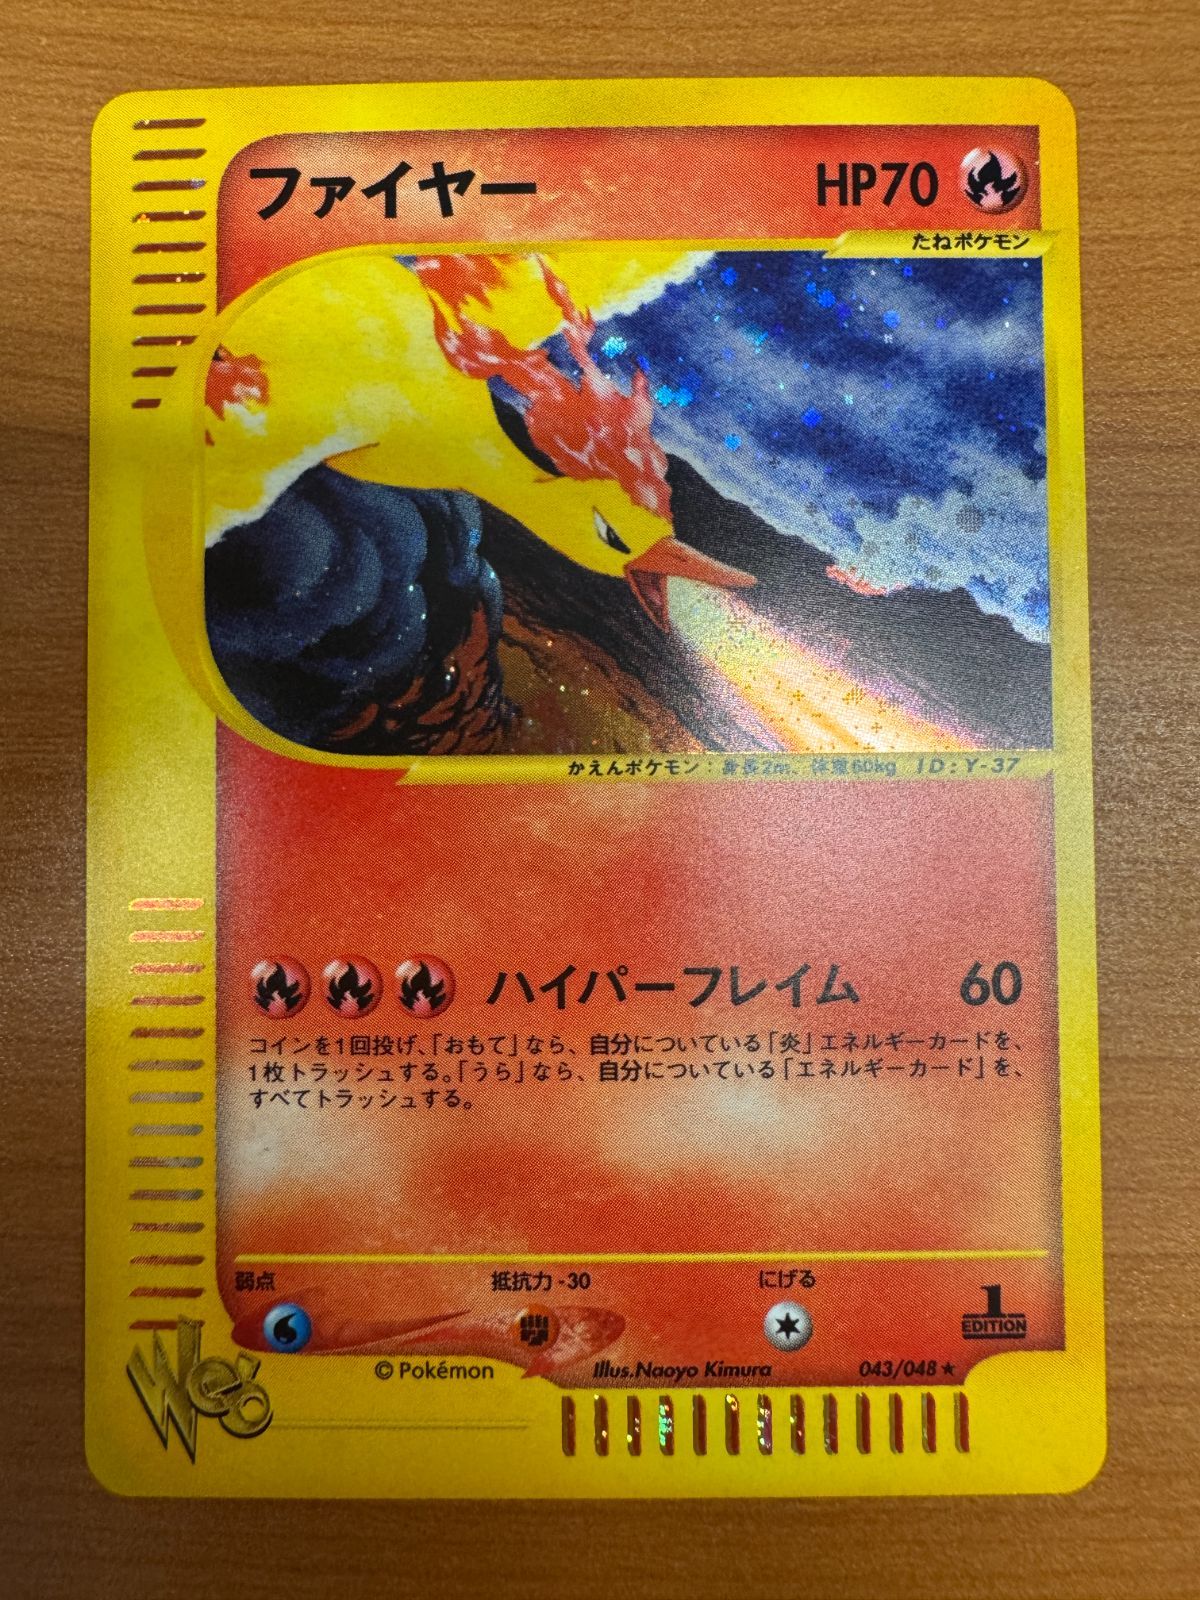 ファイヤー HP70
たねポケモン
かえんポケモン：身長2m、体重60kg ID:Y-37
ハイパーフレイム 60
コインを1回投げ、「おもて」なら、自分についている「炎」エネルギーカードを、
1枚トラッシュする。「うら」なら、自分についている「エネルギーカード」を、
すべてトラッシュする。
弱点 抵抗力 -30 にげる
1 EDITION
Web
© Pokémon Illus.Naoyo Kimura 043/048 ★